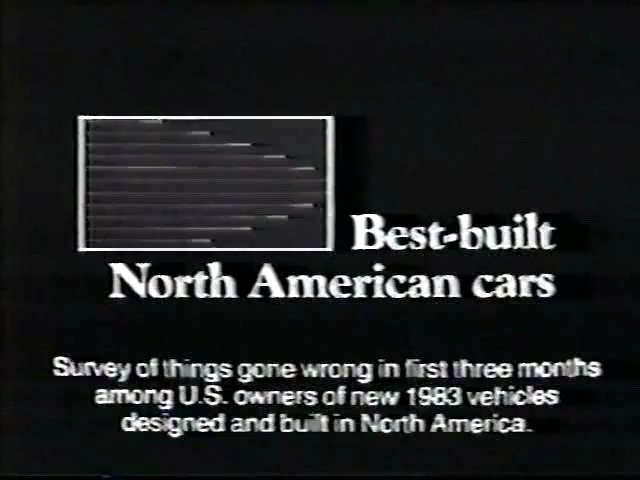 Best-built
North American cars
Survey of things gone wrong in first three months
among U.S. owners of new 1983 vehicles
designed and built in North America.